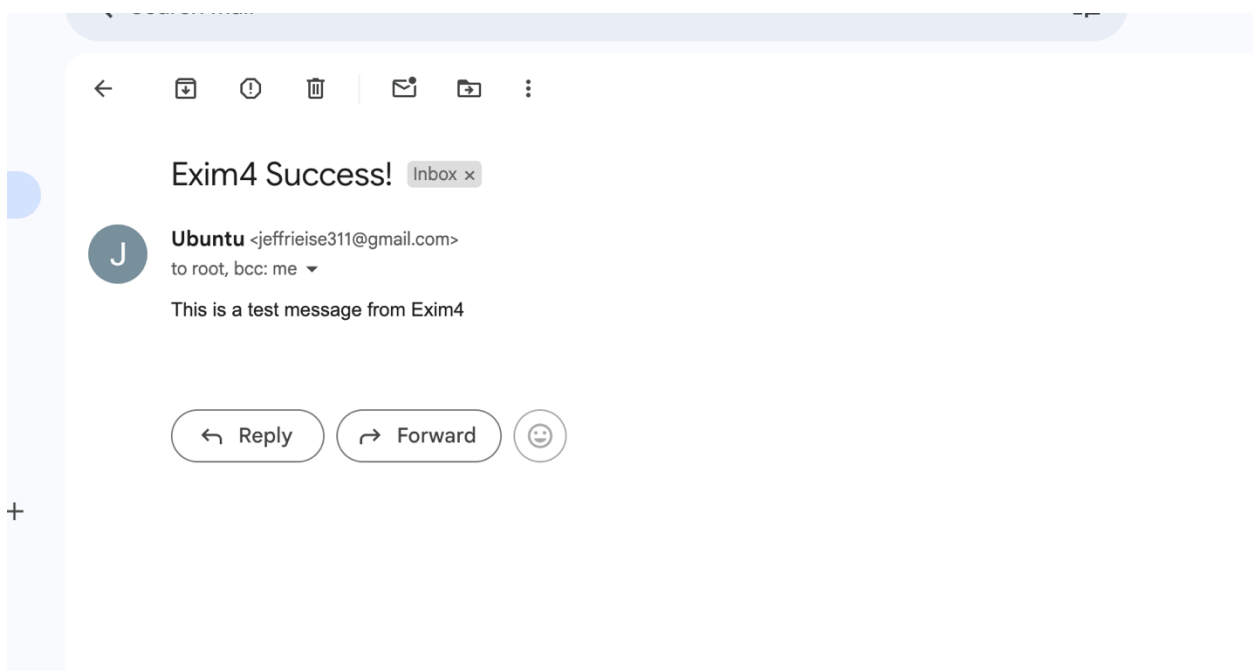 Exim4 Success! Inbox ×
J
Ubuntu <jeffrieise311@gmail.com>
to root, bcc: me
This is a test message from Exim4
Reply Forward